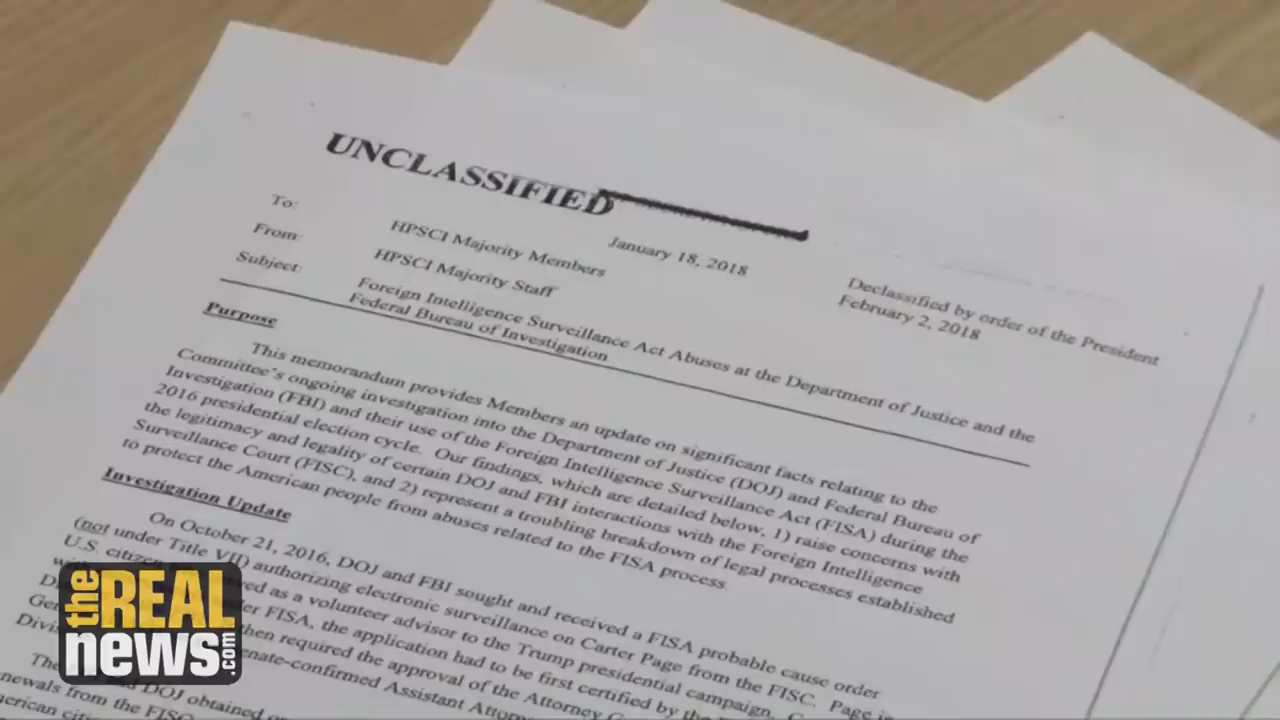 UNCLASSIFIED
January 18, 2018
Declassified by order of the President
February 2, 2018
To: HPSCI Majority Members
From: HPSCI Majority Staff
Subject: Foreign Intelligence Surveillance Act Abuses at the Department of Justice and the
Federal Bureau of Investigation
Purpose
This memorandum provides Members an update on significant facts relating to the
Committee's ongoing investigation into the Department of Justice (DOJ) and Federal Bureau of
Investigation (FBI) and their use of the Foreign Intelligence Surveillance Act (FISA) during the
2016 presidential election cycle. Our findings, which are detailed below, 1) raise concerns with
the legitimacy and legality of certain DOJ and FBI interactions with the Foreign Intelligence
Surveillance Court (FISC), and 2) represent a troubling breakdown of legal processes established
to protect the American people from abuses related to the FISA process.
Investigation Update
On October 21, 2016, DOJ and FBI sought and received a FISA probable cause order
(not under Title VII) authorizing electronic surveillance on Carter Page from the FISC. Page is
U.S. as a volunteer advisor to the Trump presidential campaign.
FISA, the application had to be first certified by the
then required the approval of the Attorney
Senate-confirmed Assistant
DOJ obtained
from the FISC
the REAL
news.com